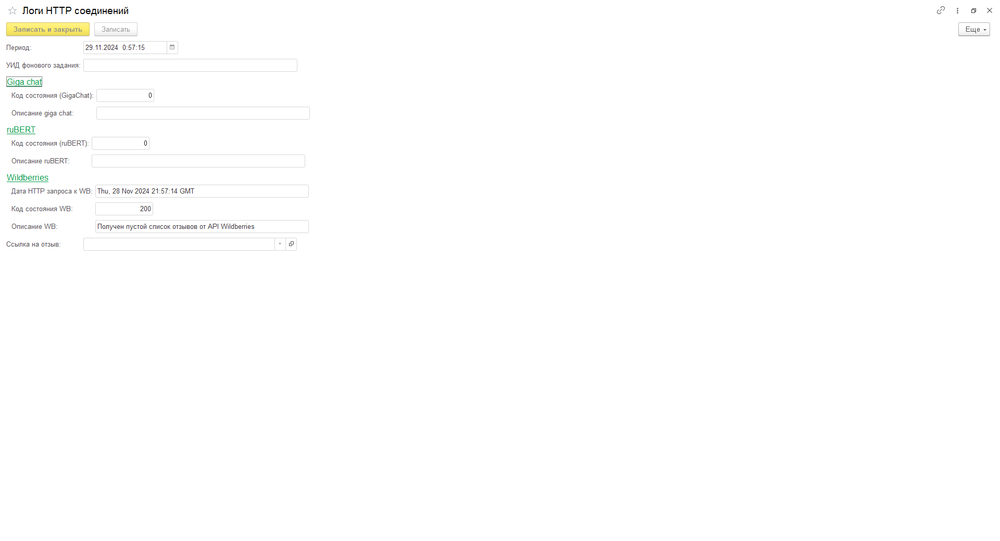 Логи HTTP соединений
Записать и закрыть Записать Еще
Период: 29.11.2024 0:57:15
УИД фонового задания:
Giga chat
Код состояния (GigaChat): 0
Описание giga chat:
ruBERT
Код состояния (ruBERT): 0
Описание ruBERT:
Wildberries
Дата HTTP запроса к WB: Thu, 28 Nov 2024 21:57:14 GMT
Код состояния WB: 200
Описание WB: Получен пустой список отзывов от API Wildberries
Ссылка на отзыв: